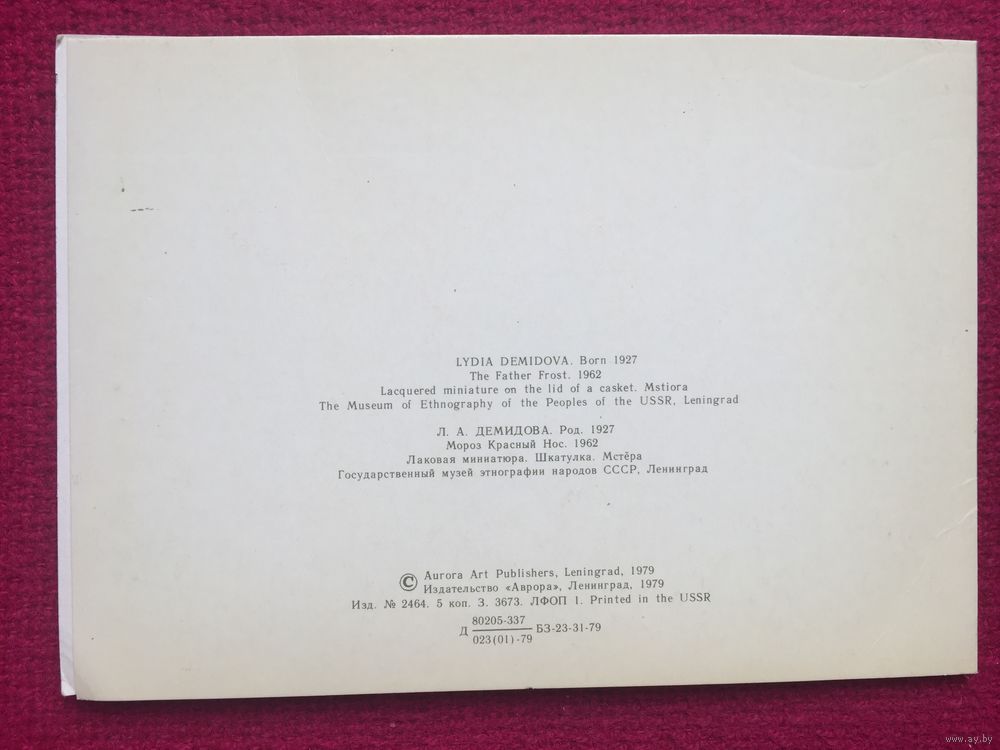 LYDIA DEMIDOVA. Born 1927
The Father Frost. 1962
Lacquered miniature on the lid of a casket. Mstiora
The Museum of Ethnography of the Peoples of the USSR, Leningrad
Л. А. ДЕМИДОВА. Род. 1927
Мороз Красный Нос. 1962
Лаковая миниатюра. Шкатулка. Мстёра
Государственный музей этнографии народов СССР, Ленинград
© Aurora Art Publishers, Leningrad, 1979
Издательство «Аврора», Ленинград, 1979
Изд. № 2464. 5 коп. З. 3673. ЛФОП 1. Printed in the USSR
Д 80205-337 БЗ-23-31-79
023(01)-79
www.ay.by